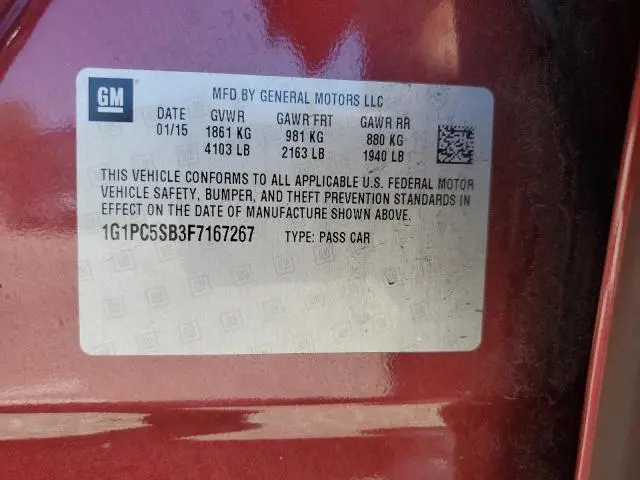 GM
MFD BY GENERAL MOTORS LLC
DATE GVWR GAWR FRT GAWR RR
01/15 1861 KG 981 KG 880 KG
4103 LB 2163 LB 1940 LB
THIS VEHICLE CONFORMS TO ALL APPLICABLE U.S. FEDERAL MOTOR
VEHICLE SAFETY, BUMPER, AND THEFT PREVENTION STANDARDS IN
EFFECT ON THE DATE OF MANUFACTURE SHOWN ABOVE.
1G1PC5SB3F7167267 TYPE: PASS CAR